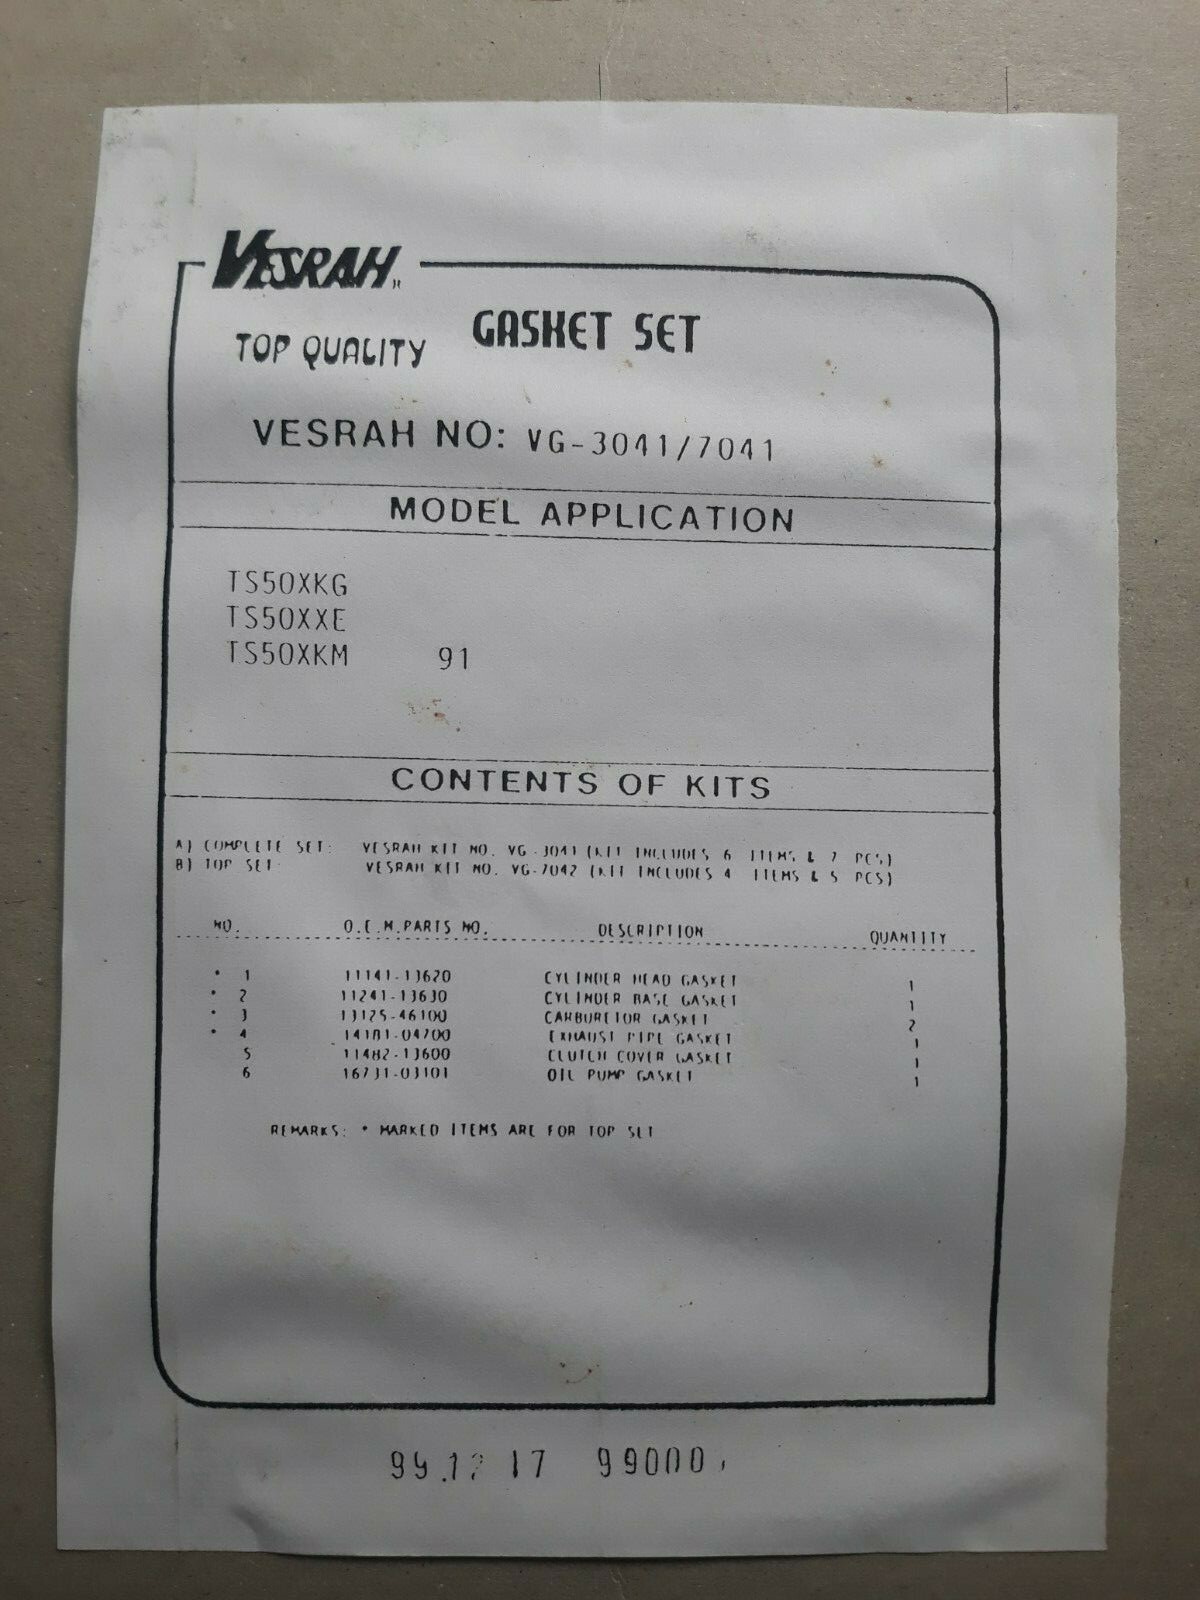 VESRAH
TOP QUALITY GASKET SET
VESRAH NO: VG-3041/7041
MODEL APPLICATION
TS50XKG
TS50XXE
TS50XKM 91
CONTENTS OF KITS
A) COMPLETE SET: VESRAH KIT NO. VG-3041 (KIT INCLUDES 6 ITEMS & 7 PCS)
B) TOP SET: VESRAH KIT NO. VG-7042 (KIT INCLUDES 4 ITEMS & 5 PCS)
NO. O.E.M.PARTS NO. DESCRIPTION QUANTITY
* 1 11141-13620 CYLINDER HEAD GASKET 1
* 2 11241-13630 CYLINDER BASE GASKET 1
* 3 13125-46100 CARBURETOR GASKET 2
* 4 14181-04700 EXHAUST PIPE GASKET 1
5 11482-13600 CLUTCH COVER GASKET 1
6 16731-03101 OIL PUMP GASKET 1
REMARKS: * MARKED ITEMS ARE FOR TOP SET
99.12 17 99000